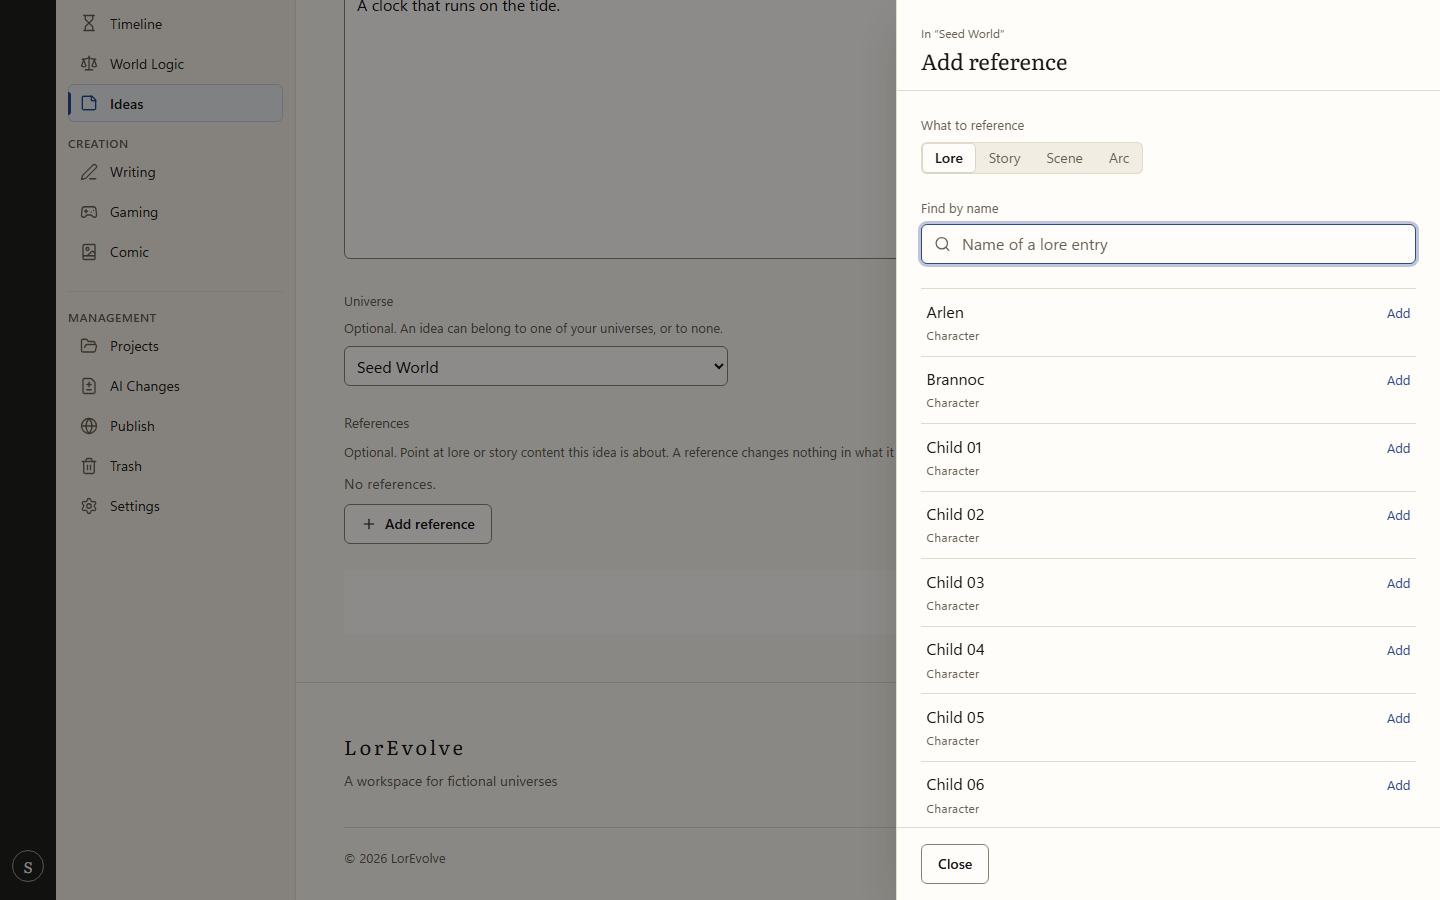 Timeline
World Logic
Ideas
CREATION
Writing
Gaming
Comic
MANAGEMENT
Projects
AI Changes
Publish
Trash
Settings
S
A clock that runs on the tide.
Universe
Optional. An idea can belong to one of your universes, or to none.
Seed World
References
Optional. Point at lore or story content this idea is about. A reference changes nothing in what it
No references.
Add reference
LorEvolve
A workspace for fictional universes
© 2026 LorEvolve
In “Seed World”
Add reference
What to reference
Lore Story Scene Arc
Find by name
Name of a lore entry
Arlen Add
Character
Brannoc Add
Character
Child 01 Add
Character
Child 02 Add
Character
Child 03 Add
Character
Child 04 Add
Character
Child 05 Add
Character
Child 06 Add
Character
Close